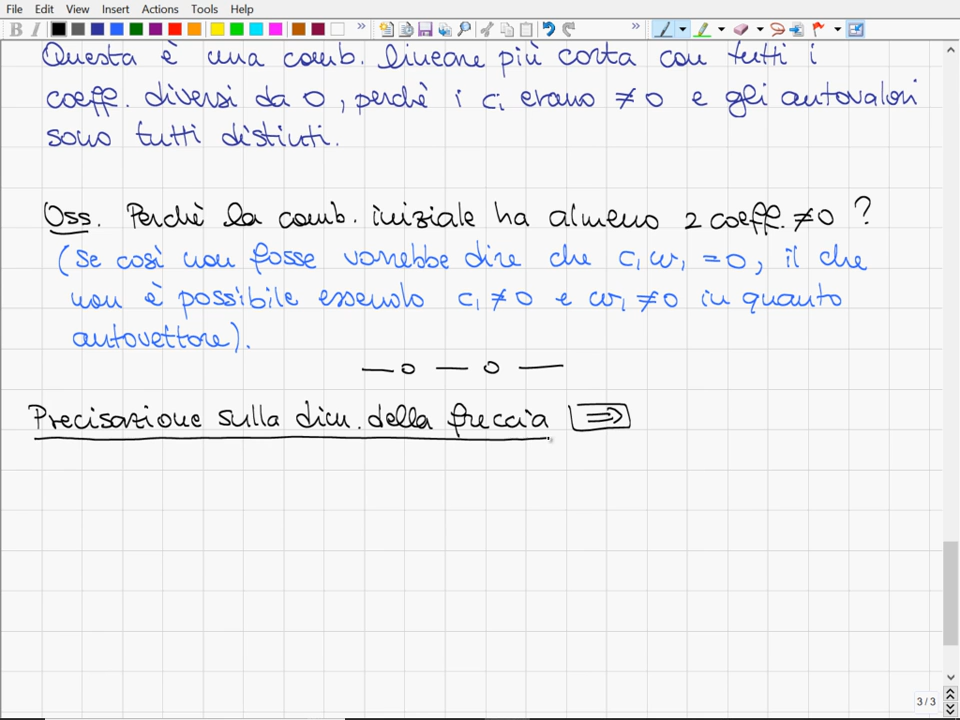 File Edit View Insert Actions Tools Help
Questa è una comb. lineare più corta con tutti i
coeff. diversi da 0, perchè i ci erano ≠0 e gli autovalori
sono tutti distinti.
Oss. Perchè la comb. iniziale ha almeno 2 coeff. ≠0 ?
(Se così non fosse vorrebbe dire che c₁w₁ =0, il che
non è possibile essendo c₁ ≠0 e w₁ ≠0 in quanto
autovettore).
— o — o —
Precisazione sulla dim. della freccia ⇒
3 / 3